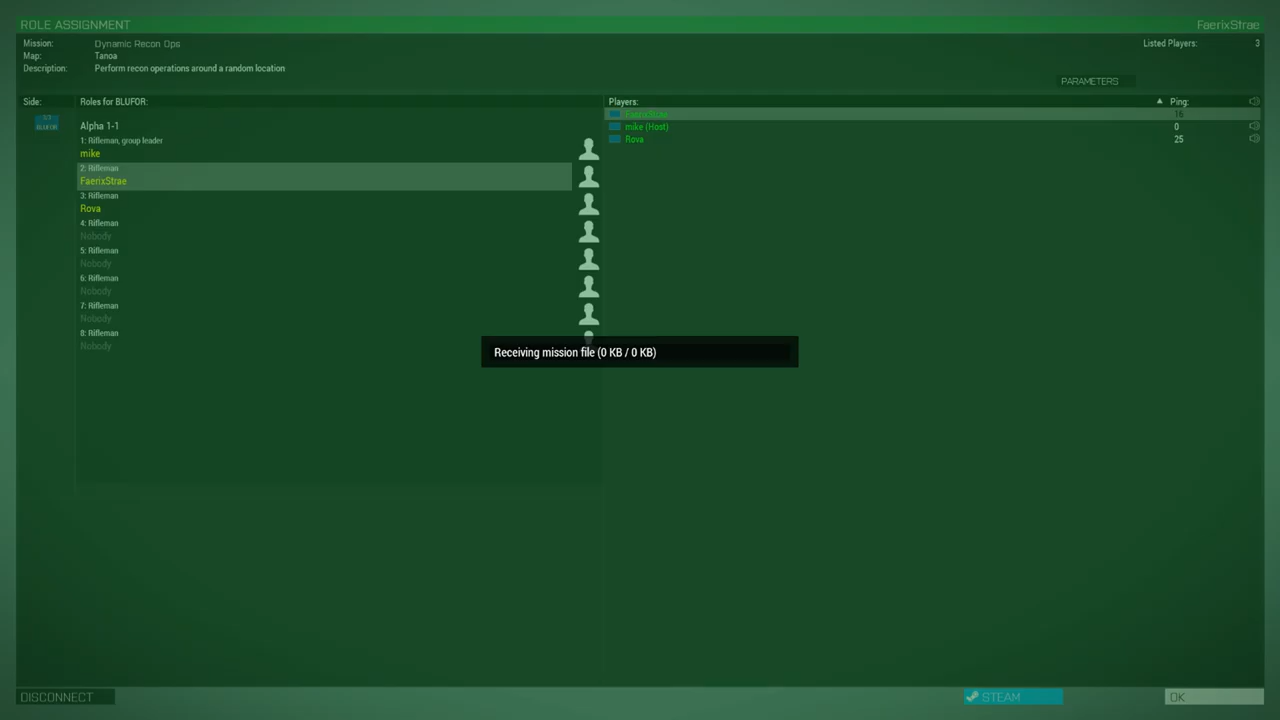 ROLE ASSIGNMENT
FaerixStrae
Mission: Dynamic Recon Ops
Listed Players: 3
Map: Tanoa
Description: Perform recon operations around a random location
PARAMETERS
Side:
Roles for BLUFOR:
Players:
Ping:
BLUFOR
Alpha 1-1
1: Rifleman, group leader
mike
2: Rifleman
FaerixStrae
3: Rifleman
Rova
4: Rifleman
Nobody
5: Rifleman
Nobody
6: Rifleman
Nobody
7: Rifleman
Nobody
8: Rifleman
Nobody
FaerixStrae 16
mike (Host) 0
Rova 25
Receiving mission file (0 KB / 0 KB)
DISCONNECT
STEAM
OK